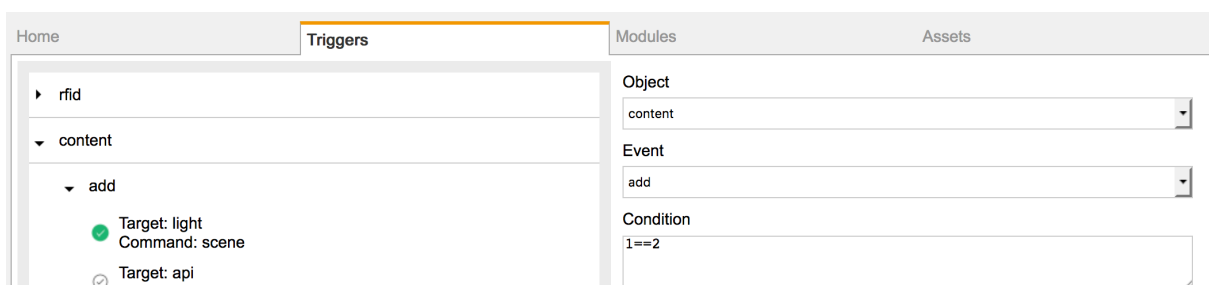 Home
Triggers
Modules
Assets
rfid
content
add
Target: light
Command: scene
Target: api
Object
content
Event
add
Condition
1==2